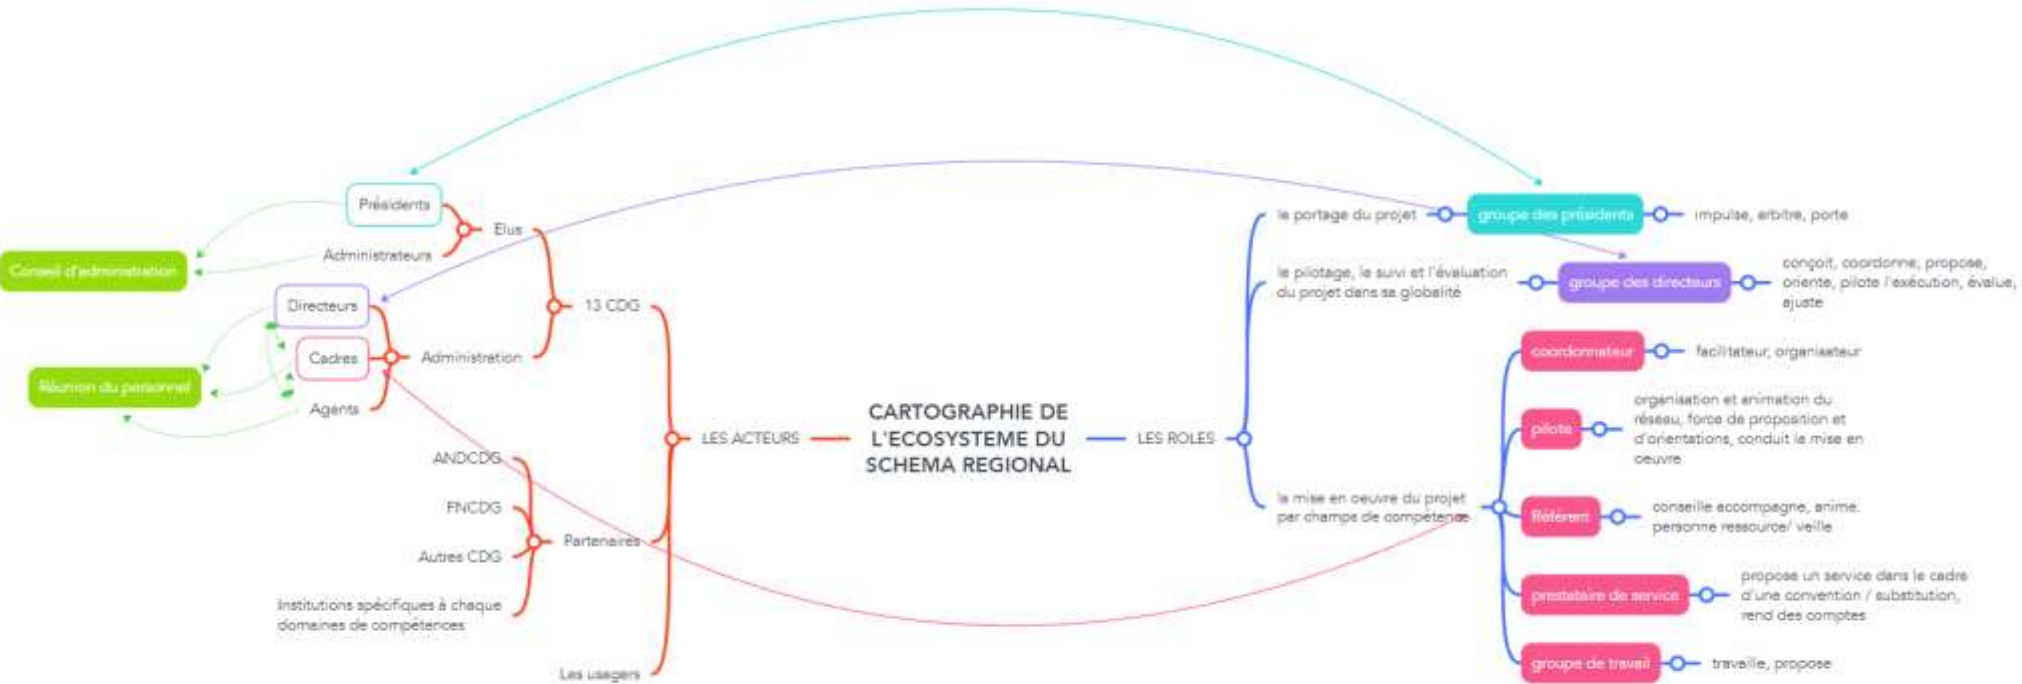 Présidents
Elus
Administrateurs
Conseil d'administration
Directeurs
13 CDG
Cadres
Administration
Réunion du personnel
Agents
CARTOGRAPHIE DE
L'ECOSYSTEME DU
SCHEMA REGIONAL
LES ACTEURS
ANDCDG
FNCDG
Partenaires
Autres CDG
Institutions spécifiques à chaque
domaines de compétences
Les usagers
LES ROLES
le portage du projet
groupe des présidents
impulse, arbitre, porte
le pilotage, le suivi et l'évaluation
du projet dans sa globalité
groupe des directeurs
conçoit, coordonne, propose,
oriente, pilote l'exécution, évalue,
ajuste
la mise en oeuvre du projet
par champs de compétence
coordonnateur
facilitateur, organisateur
pilote
organisation et animation du
réseau, force de proposition et
d'orientations, conduit la mise en
oeuvre
Référent
conseille accompagne, anime.
personne ressource/ veille
prestataire de service
propose un service dans le cadre
d'une convention / substitution,
rend des comptes
groupe de travail
travaille, propose